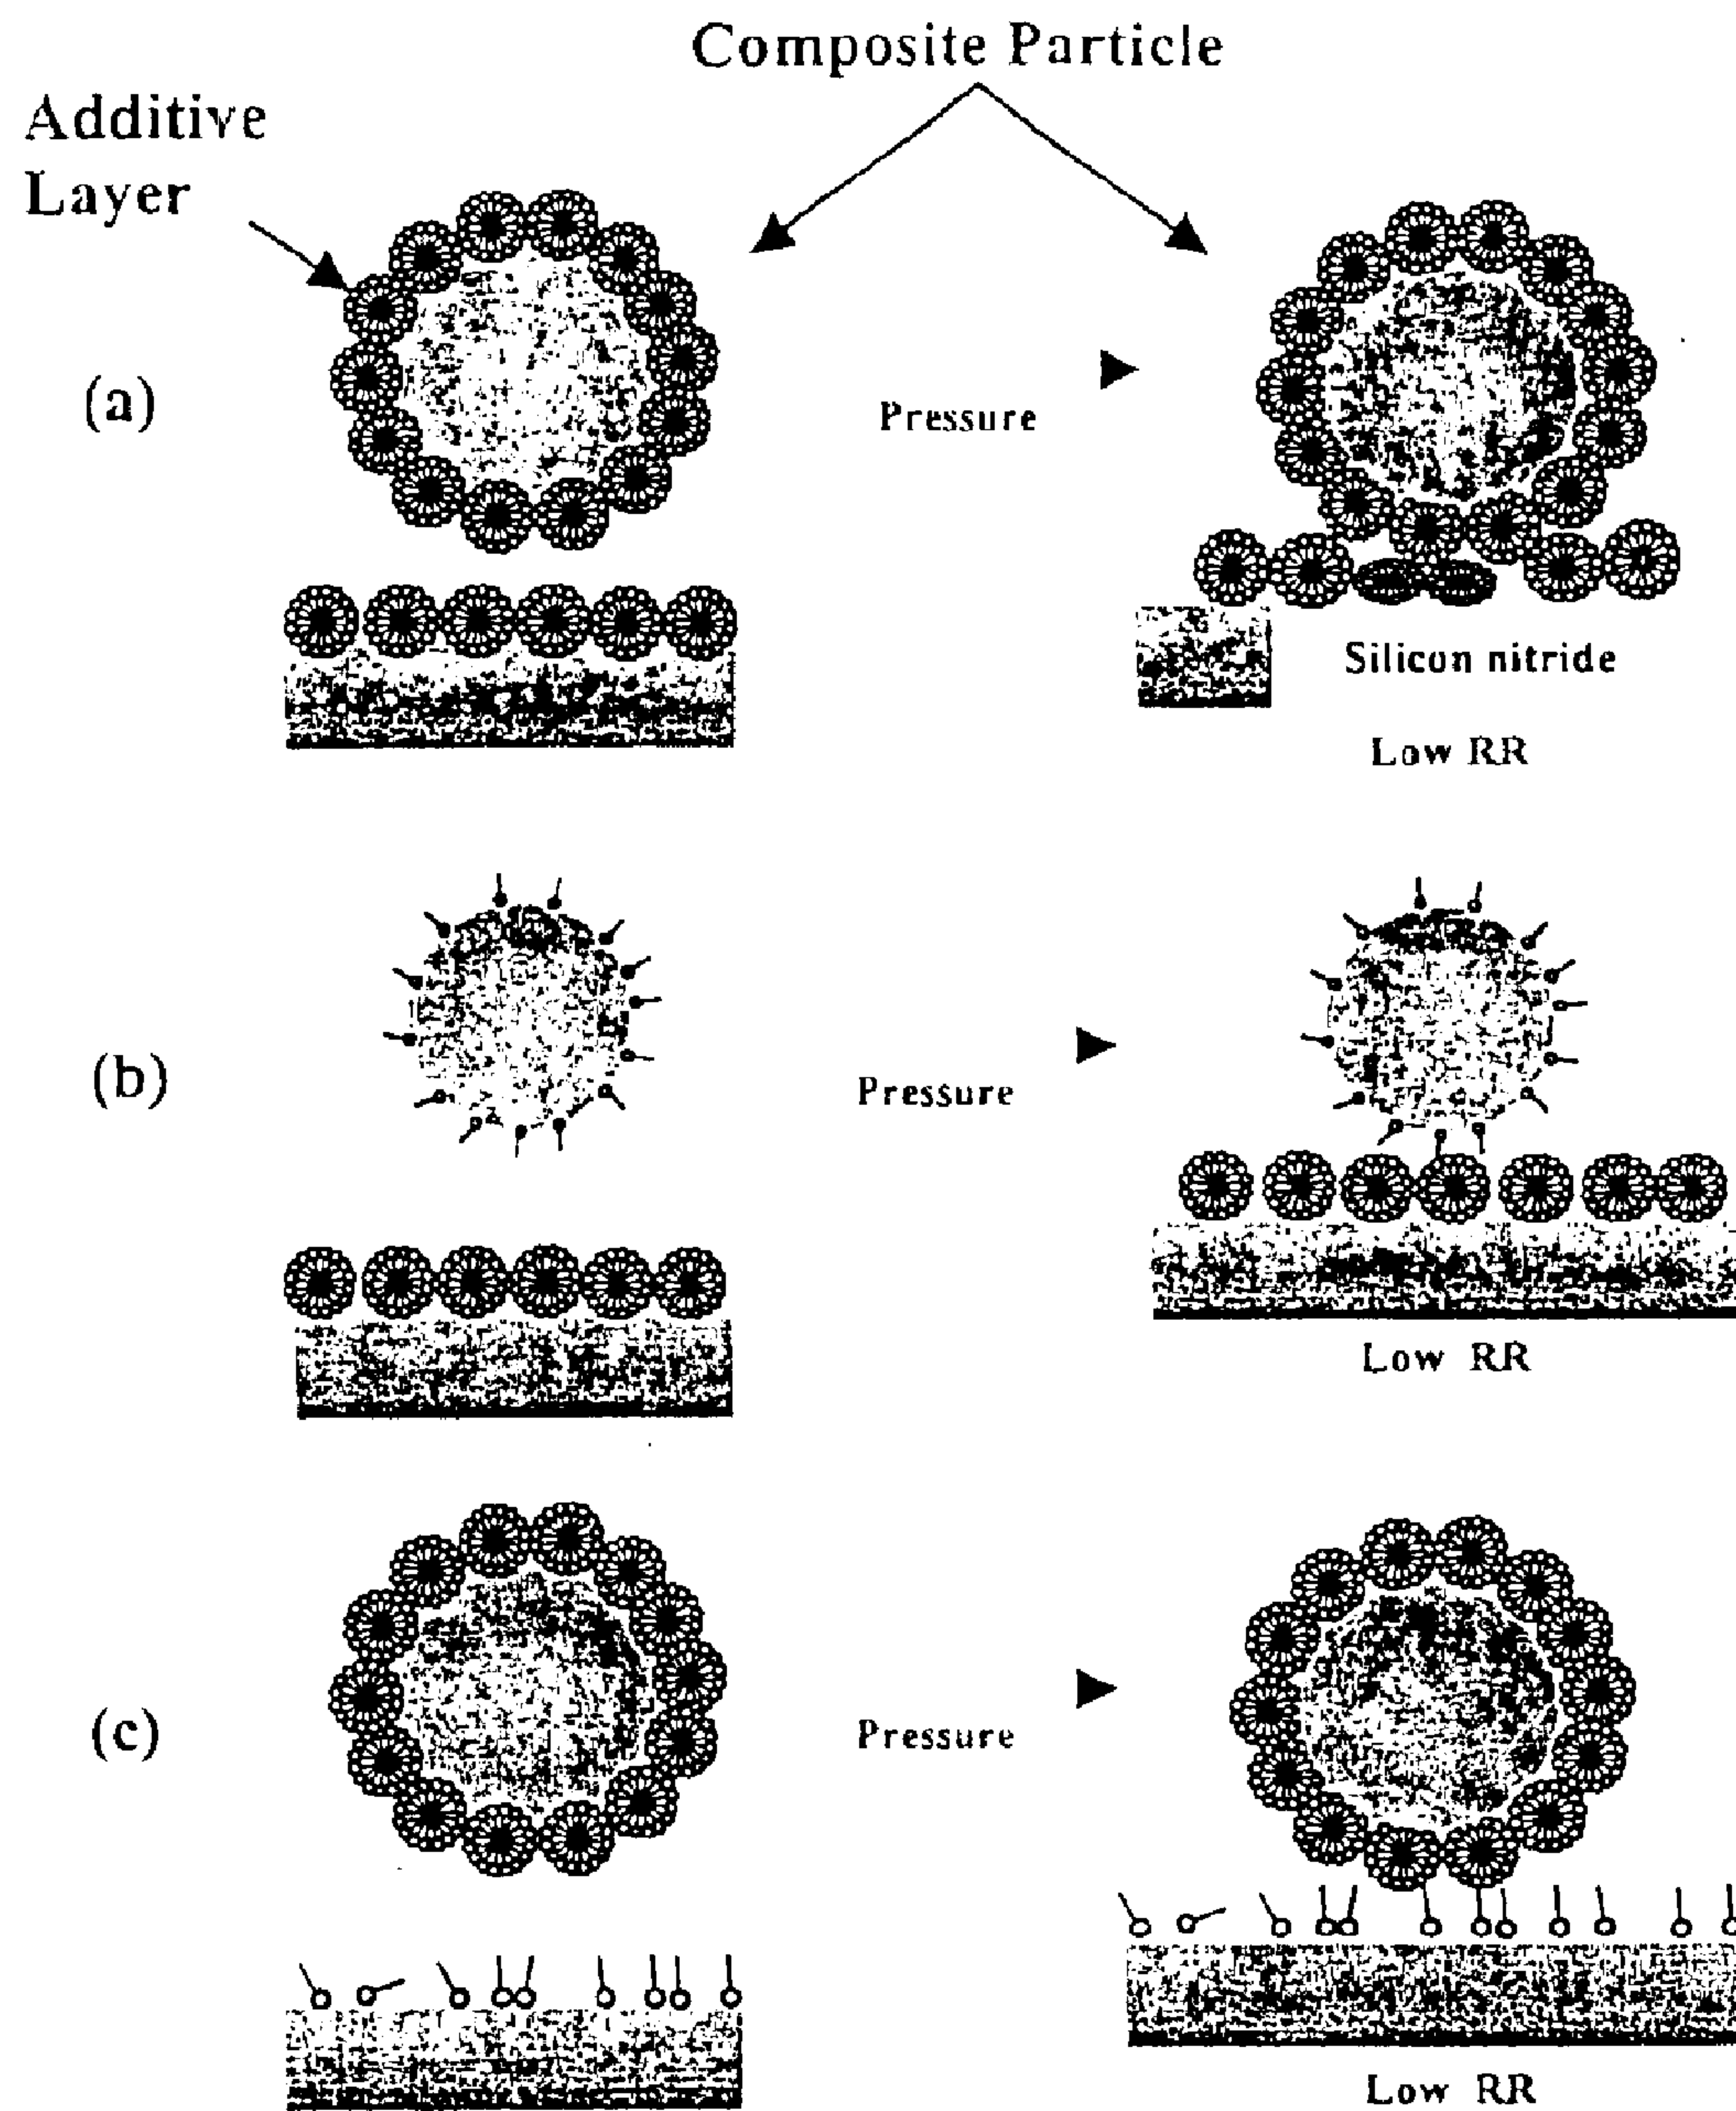 Composite Particle
Additive
Layer
(a)
Pressure
Silicon nitride
Low RR
(b)
Pressure
Low RR
(c)
Pressure
Low RR